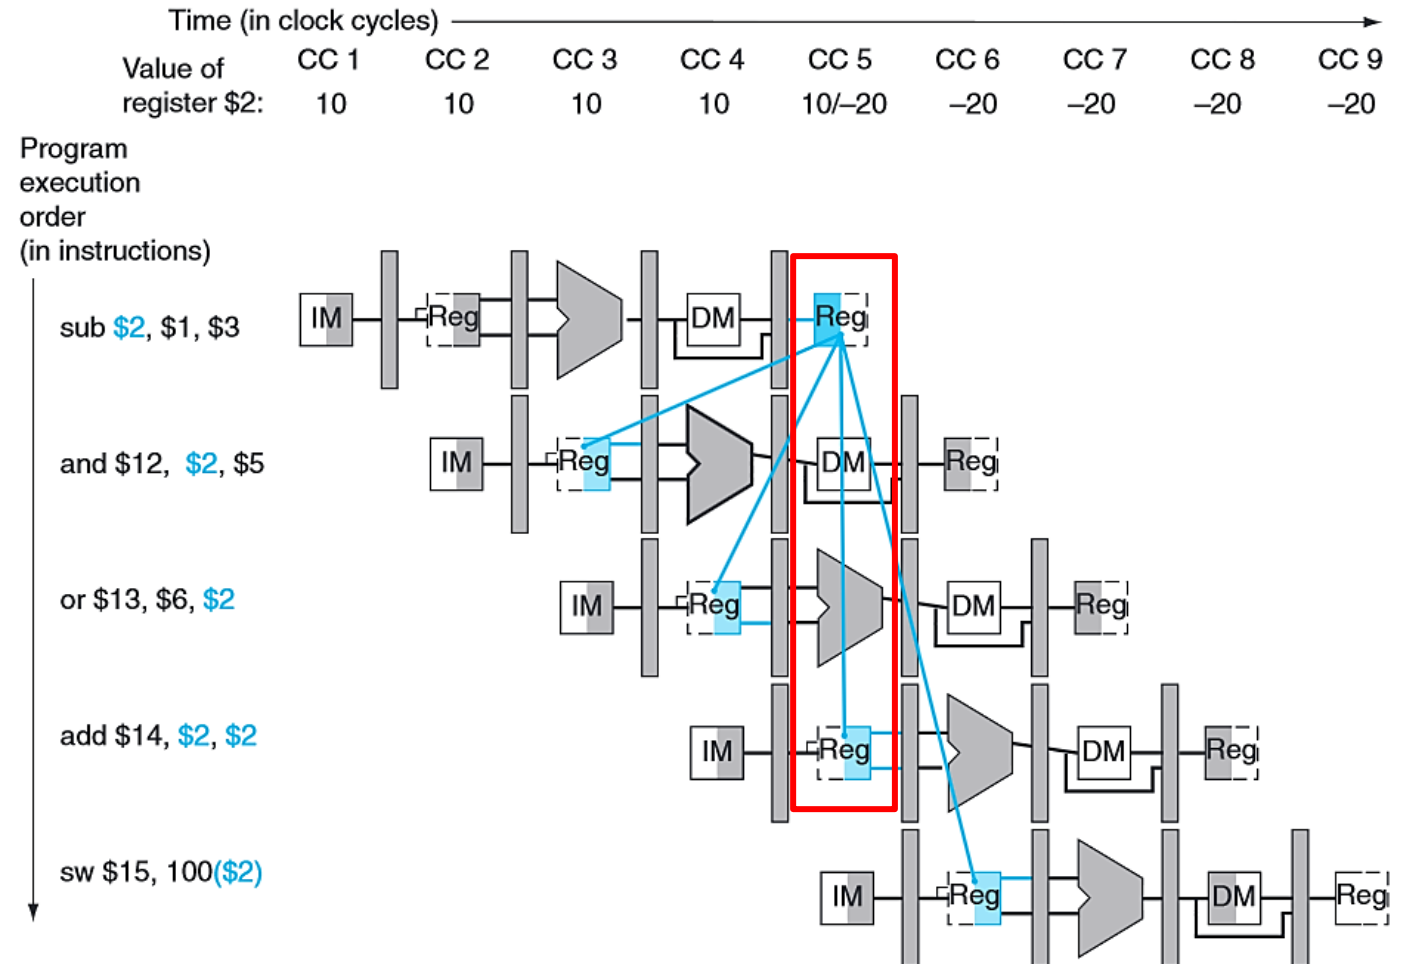 Time (in clock cycles)
Value of register $2:
CC 1 CC 2 CC 3 CC 4 CC 5 CC 6 CC 7 CC 8 CC 9
10 10 10 10 10/–20 –20 –20 –20 –20
Program
execution
order
(in instructions)
sub $2, $1, $3
IM Reg DM Reg
and $12, $2, $5
IM Reg DM Reg
or $13, $6, $2
IM Reg DM Reg
add $14, $2, $2
IM Reg DM Reg
sw $15, 100($2)
IM Reg DM Reg